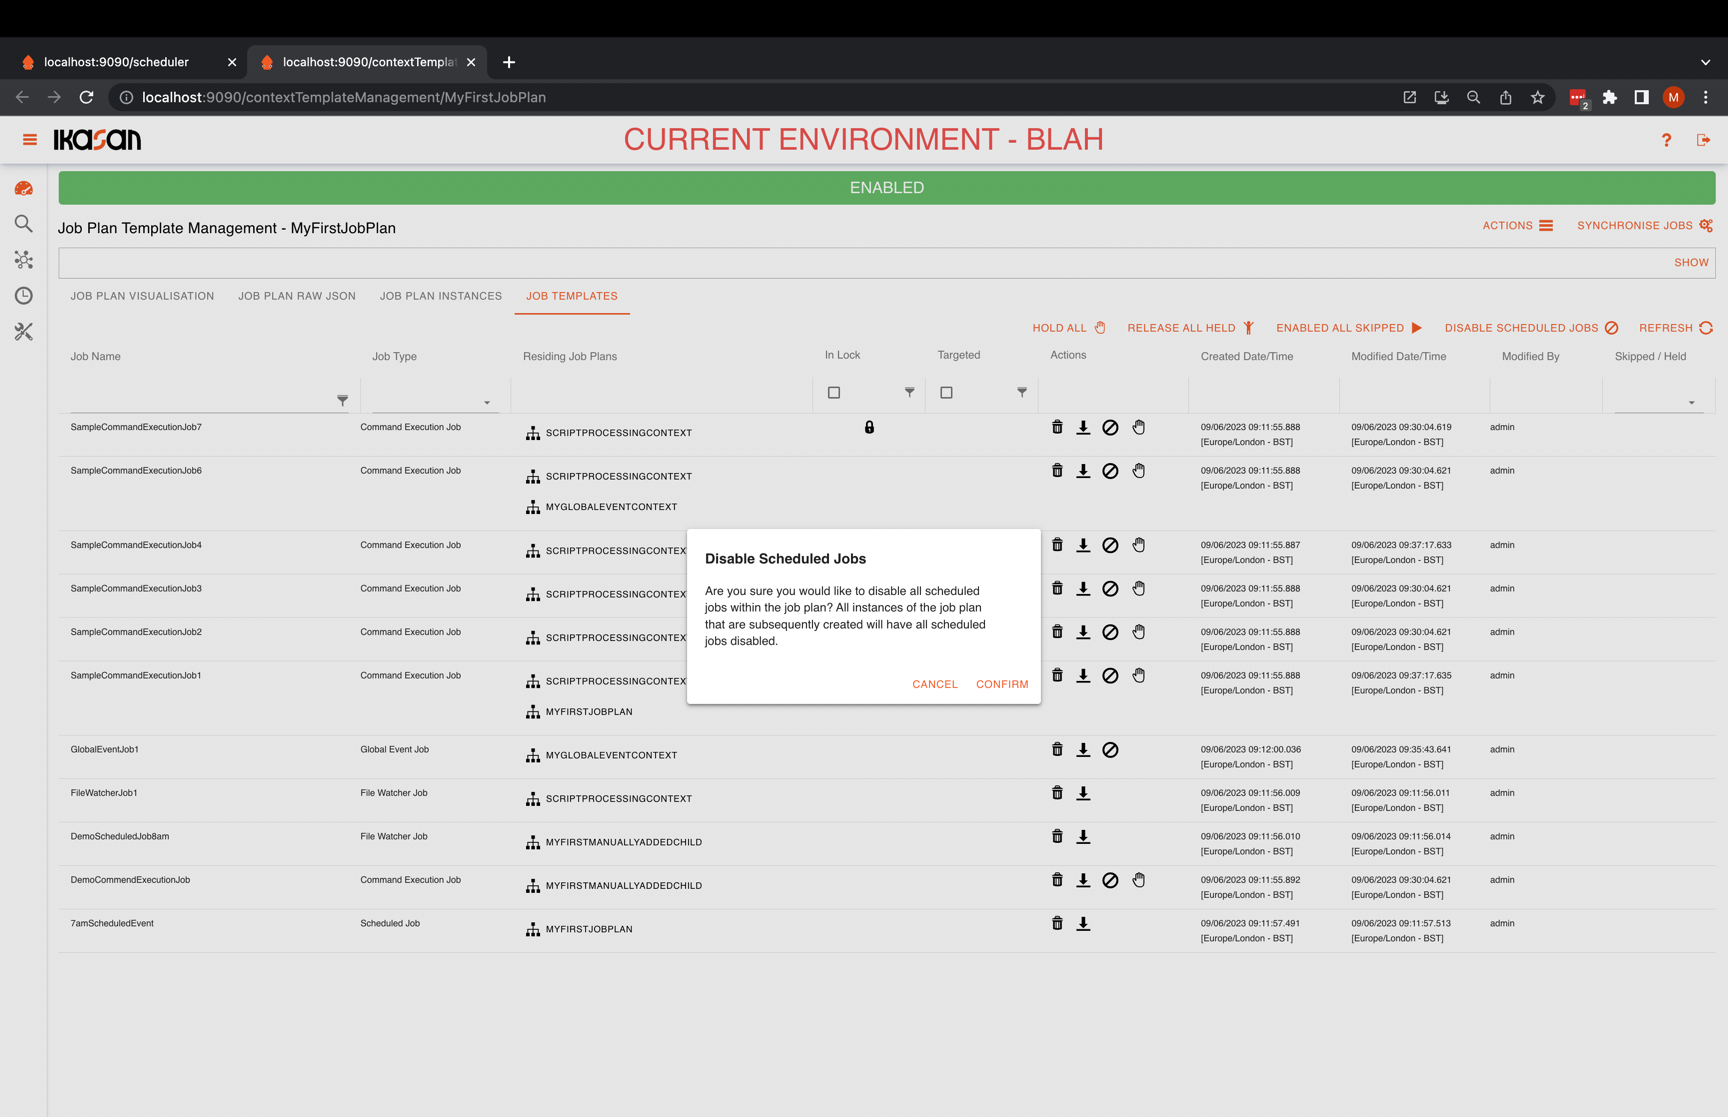 localhost:9090/scheduler
localhost:9090/contextTempla
localhost:9090/contextTemplateManagement/MyFirstJobPlan
2
M
IKASAN
CURRENT ENVIRONMENT - BLAH
?
ENABLED
Job Plan Template Management - MyFirstJobPlan
ACTIONS
SYNCHRONISE JOBS
SHOW
JOB PLAN VISUALISATION
JOB PLAN RAW JSON
JOB PLAN INSTANCES
JOB TEMPLATES
HOLD ALL
RELEASE ALL HELD
ENABLED ALL SKIPPED
DISABLE SCHEDULED JOBS
REFRESH
Job Name
Job Type
Residing Job Plans
In Lock
Targeted
Actions
Created Date/Time
Modified Date/Time
Modified By
Skipped / Held
SampleCommandExecutionJob7
Command Execution Job
SCRIPTPROCESSINGCONTEXT
09/06/2023 09:11:55.888
[Europe/London - BST]
09/06/2023 09:30:04.619
[Europe/London - BST]
admin
SampleCommandExecutionJob6
Command Execution Job
SCRIPTPROCESSINGCONTEXT
MYGLOBALEVENTCONTEXT
09/06/2023 09:11:55.888
[Europe/London - BST]
09/06/2023 09:30:04.621
[Europe/London - BST]
admin
SampleCommandExecutionJob4
Command Execution Job
SCRIPTPROCESSINGCONTEX
09/06/2023 09:11:55.887
[Europe/London - BST]
09/06/2023 09:37:17.633
[Europe/London - BST]
admin
SampleCommandExecutionJob3
Command Execution Job
SCRIPTPROCESSINGCONTEX
09/06/2023 09:11:55.888
[Europe/London - BST]
09/06/2023 09:30:04.621
[Europe/London - BST]
admin
SampleCommandExecutionJob2
Command Execution Job
SCRIPTPROCESSINGCONTEX
09/06/2023 09:11:55.888
[Europe/London - BST]
09/06/2023 09:30:04.621
[Europe/London - BST]
admin
SampleCommandExecutionJob1
Command Execution Job
SCRIPTPROCESSINGCONTEX
MYFIRSTJOBPLAN
09/06/2023 09:11:55.888
[Europe/London - BST]
09/06/2023 09:37:17.635
[Europe/London - BST]
admin
Disable Scheduled Jobs
Are you sure you would like to disable all scheduled
jobs within the job plan? All instances of the job plan
that are subsequently created will have all scheduled
jobs disabled.
CANCEL
CONFIRM
GlobalEventJob1
Global Event Job
MYGLOBALEVENTCONTEXT
09/06/2023 09:12:00.036
[Europe/London - BST]
09/06/2023 09:35:43.641
[Europe/London - BST]
admin
FileWatcherJob1
File Watcher Job
SCRIPTPROCESSINGCONTEXT
09/06/2023 09:11:56.009
[Europe/London - BST]
09/06/2023 09:11:56.011
[Europe/London - BST]
admin
DemoScheduledJob8am
File Watcher Job
MYFIRSTMANUALLYADDEDCHILD
09/06/2023 09:11:56.010
[Europe/London - BST]
09/06/2023 09:11:56.014
[Europe/London - BST]
admin
DemoCommendExecutionJob
Command Execution Job
MYFIRSTMANUALLYADDEDCHILD
09/06/2023 09:11:55.892
[Europe/London - BST]
09/06/2023 09:30:04.621
[Europe/London - BST]
admin
7amScheduledEvent
Scheduled Job
MYFIRSTJOBPLAN
09/06/2023 09:11:57.491
[Europe/London - BST]
09/06/2023 09:11:57.513
[Europe/London - BST]
admin